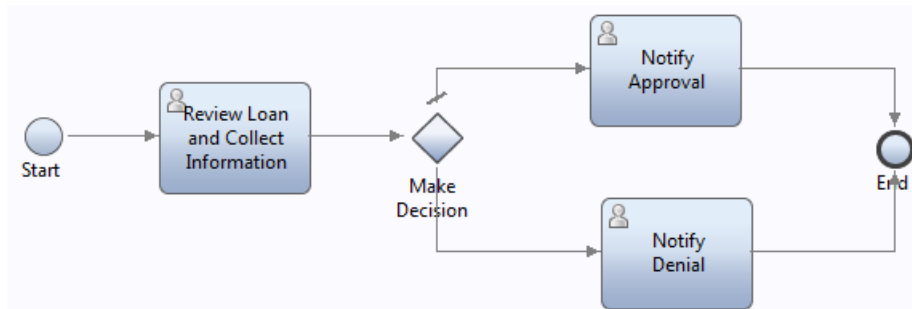 Start
Review Loan
and Collect
Information
Make
Decision
Notify
Approval
Notify
Denial
End